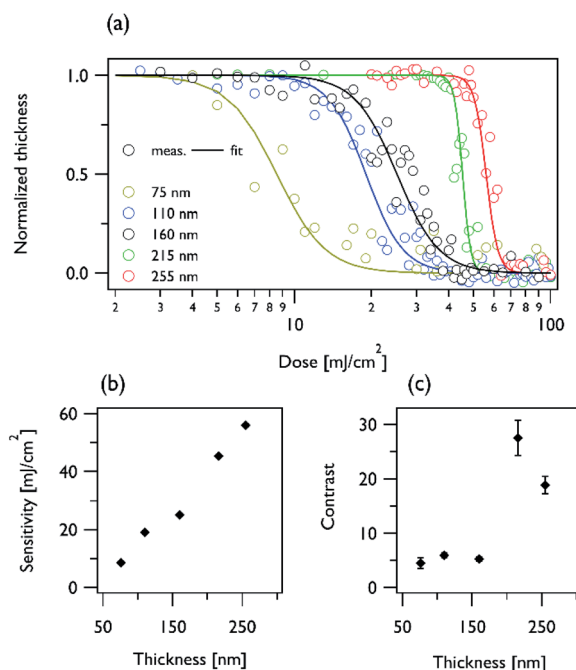 (a)
Normalized thickness
1.0
0.5
0.0
meas. fit
75 nm
110 nm
160 nm
215 nm
255 nm
2 3 4 5 6 7 8 9 10 2 3 4 5 6 7 8 9 100
Dose [mJ/cm²]
(b)
Sensitivity [mJ/cm²]
60
40
20
0
50 150 250
Thickness [nm]
(c)
Contrast
30
20
10
0
50 150 250
Thickness [nm]